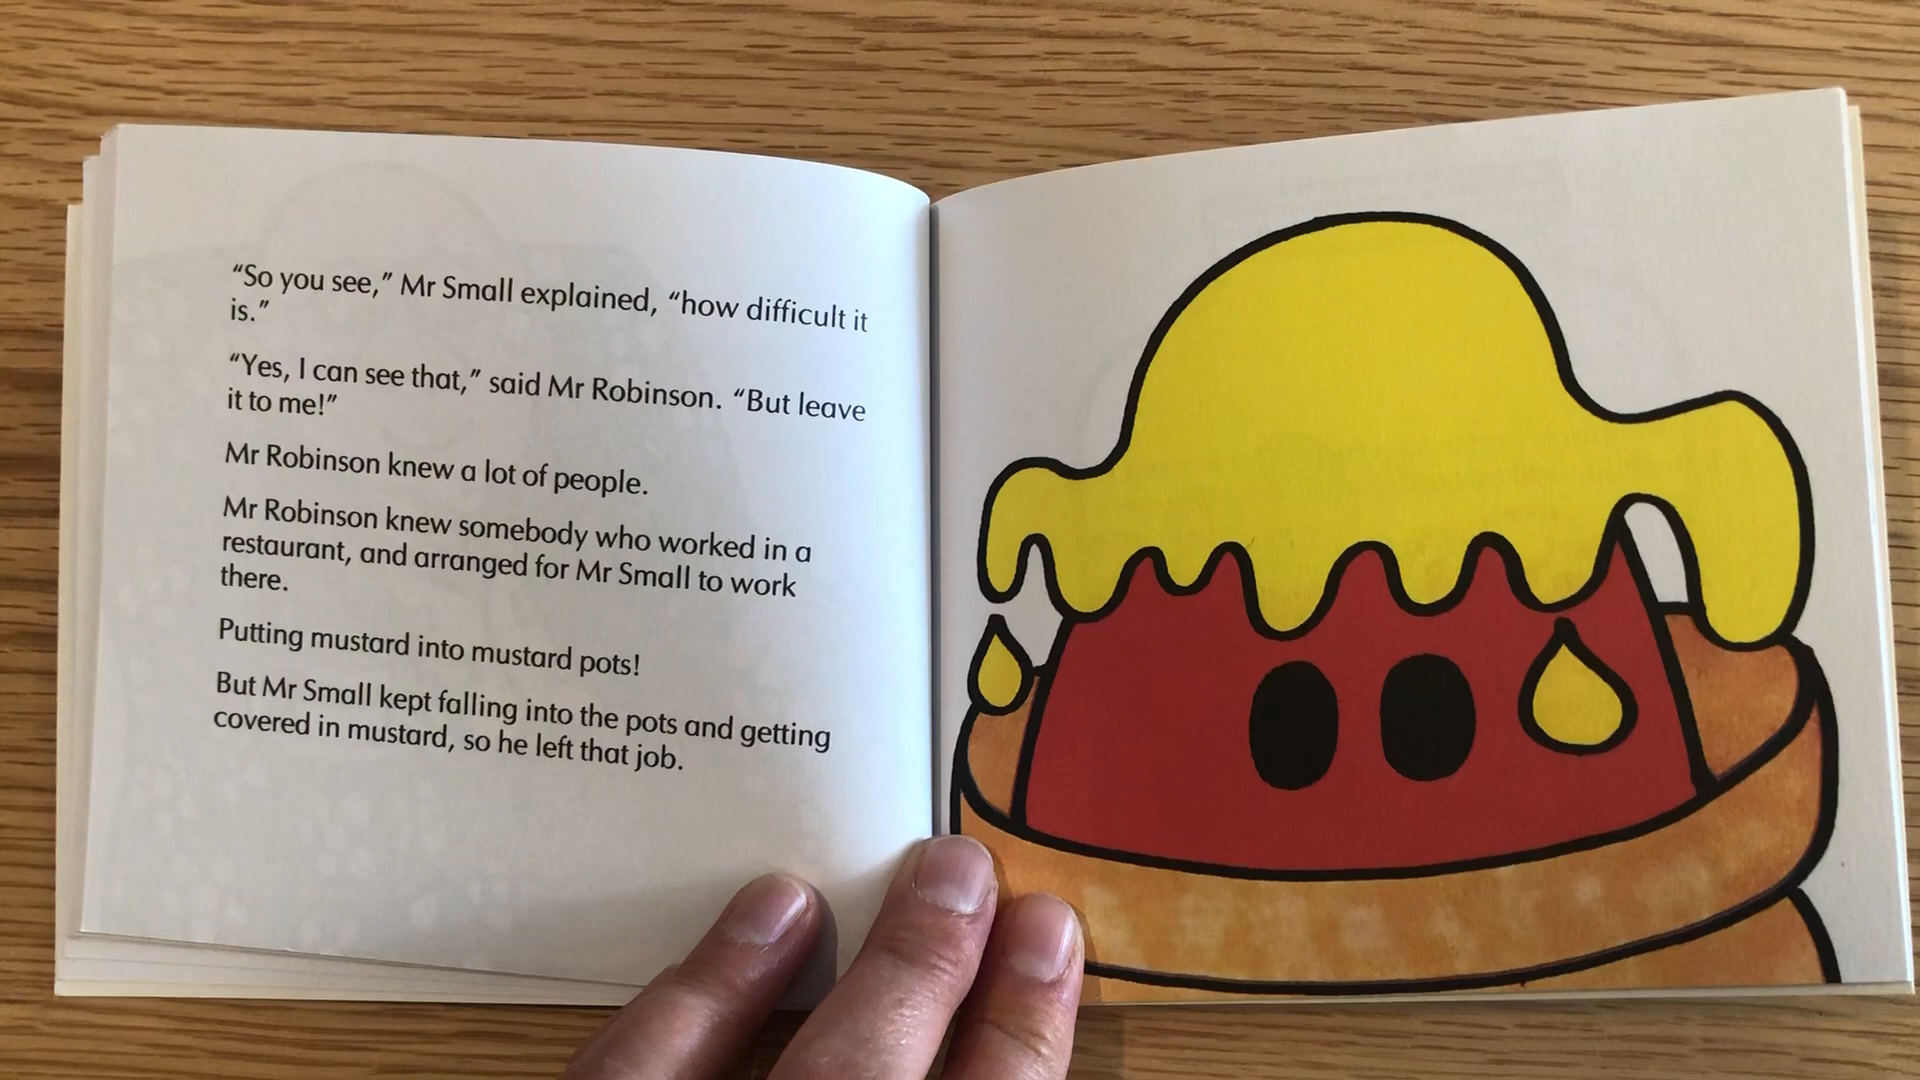 “So you see,” Mr Small explained, “how difficult it
is.”
“Yes, I can see that,” said Mr Robinson. “But leave
it to me!”
Mr Robinson knew a lot of people.
Mr Robinson knew somebody who worked in a
restaurant, and arranged for Mr Small to work
there.
Putting mustard into mustard pots!
But Mr Small kept falling into the pots and getting
covered in mustard, so he left that job.